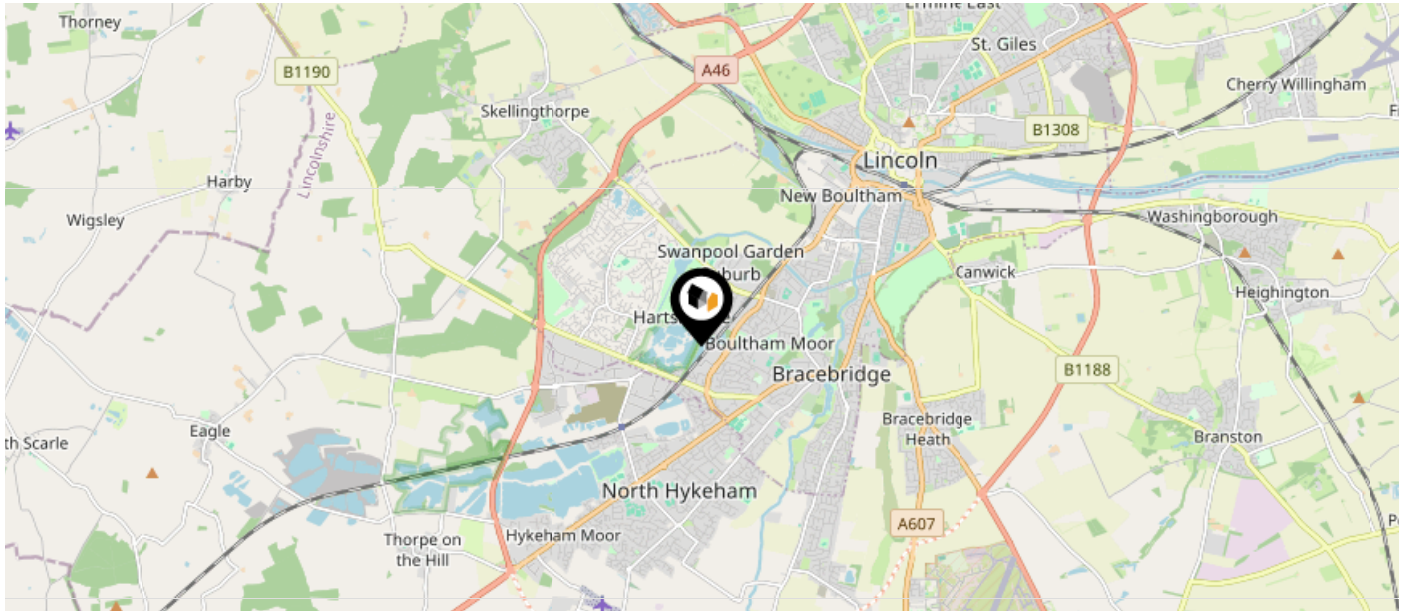 Thorney
Ermine East
St. Giles
A46
B1190
Skellingthorpe
Cherry Willingham
B1308
Lincoln
Lincolnshire
Harby
New Boultham
Wigsley
Washingborough
Swanpool Garden
Canwick
Heighington
Boultham Moor
B1188
Bracebridge
Bracebridge
Heath
Eagle
th Scarle
Branston
North Hykeham
A607
Hykeham Moor
Thorpe on
the Hill